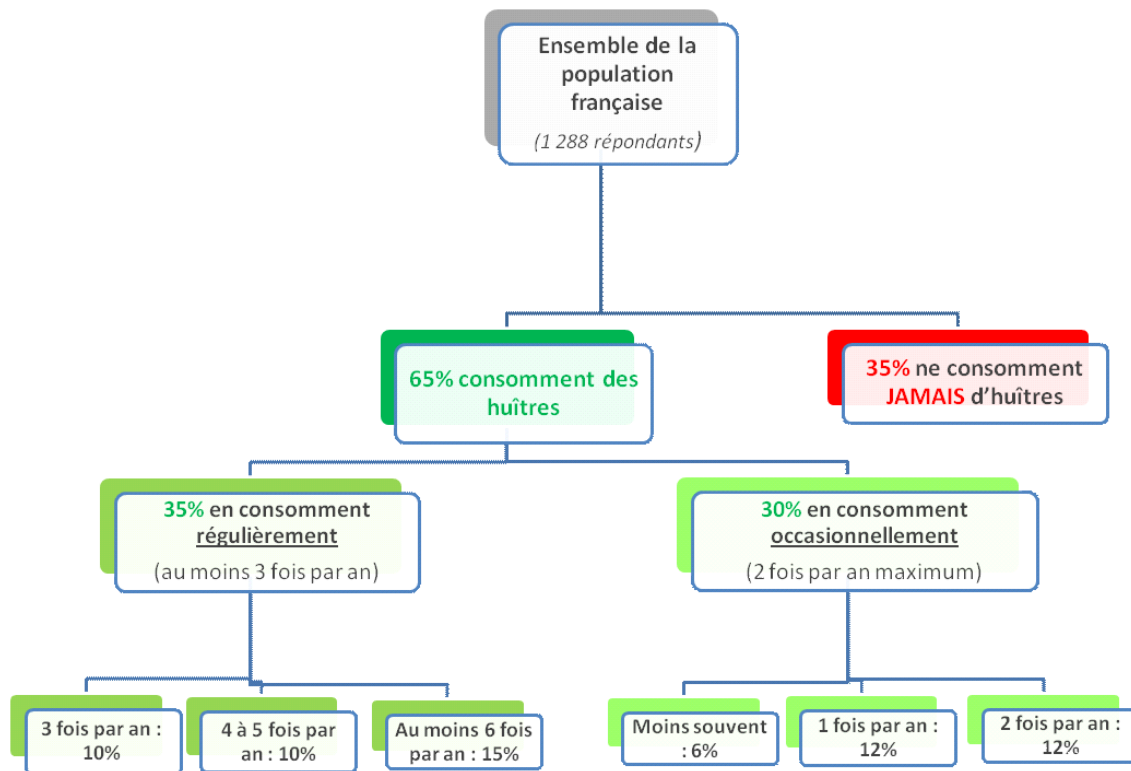 Ensemble de la
population
française
(1 288 répondants)
65% consomment des
huîtres
35% ne consomment
JAMAIS d’huîtres
35% en consomment
régulièrement
(au moins 3 fois par an)
30% en consomment
occasionnellement
(2 fois par an maximum)
3 fois par an :
10%
4 à 5 fois par
an : 10%
Au moins 6 fois
par an : 15%
Moins souvent
: 6%
1 fois par an :
12%
2 fois par an :
12%